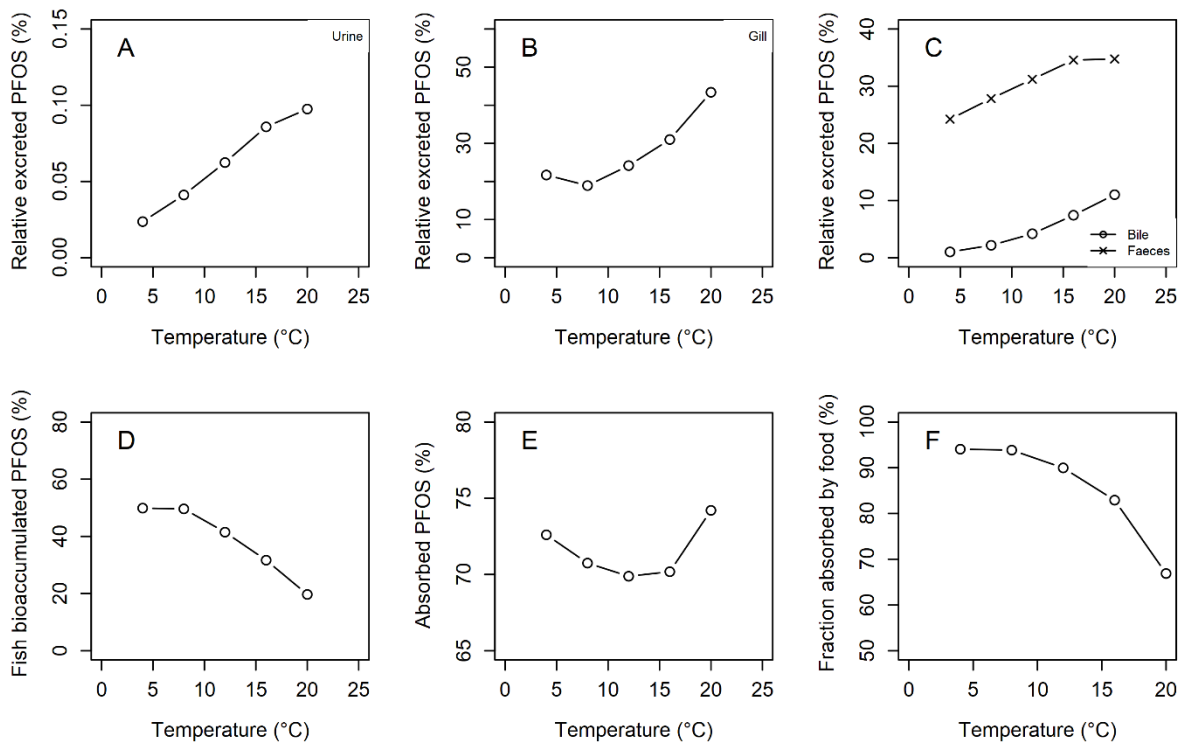 A
Urine
Relative excreted PFOS (%)
0.00 0.05 0.10 0.15
0 5 10 15 20 25
Temperature (°C)
B
Gill
Relative excreted PFOS (%)
0 10 30 50
0 5 10 15 20 25
Temperature (°C)
C
Relative excreted PFOS (%)
0 10 20 30 40
Bile
Faeces
0 5 10 15 20 25
Temperature (°C)
D
Fish bioaccumulated PFOS (%)
0 20 40 60 80
0 5 10 15 20 25
Temperature (°C)
E
Absorbed PFOS (%)
65 70 75 80
0 5 10 15 20 25
Temperature (°C)
F
Fraction absorbed by food (%)
50 60 70 80 90 100
0 5 10 15 20
Temperature (°C)